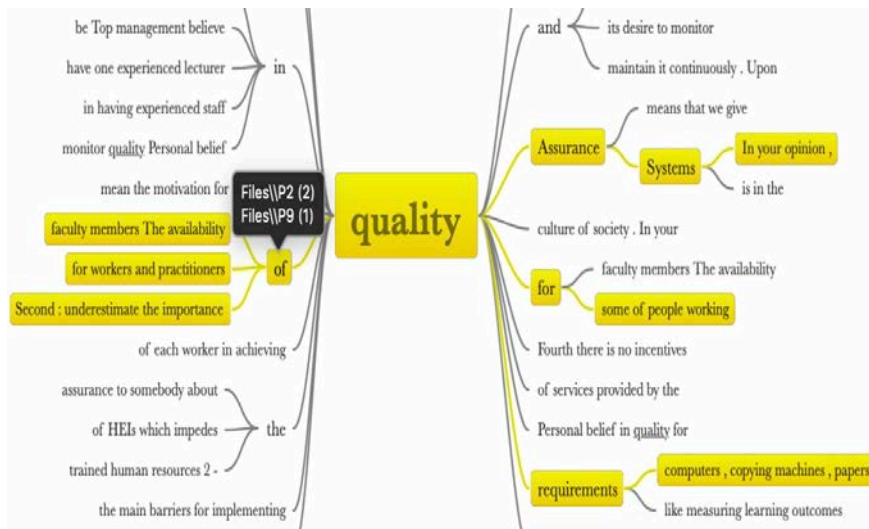 be Top management believe
have one experienced lecturer
in having experienced staff
monitor quality Personal belief
in
mean the motivation for
Files\\P2 (2)
Files\\P9 (1)
faculty members The availability
for workers and practitioners
Second : underestimate the importance
of
of each worker in achieving
assurance to somebody about
of HEIs which impedes
trained human resources 2 -
the
the main barriers for implementing
quality
and
its desire to monitor
maintain it continuously . Upon
Assurance
means that we give
Systems
In your opinion ,
is in the
culture of society . In your
for
faculty members The availability
some of people working
Fourth there is no incentives
of services provided by the
Personal belief in quality for
requirements
computers , copying machines , papers
like measuring learning outcomes